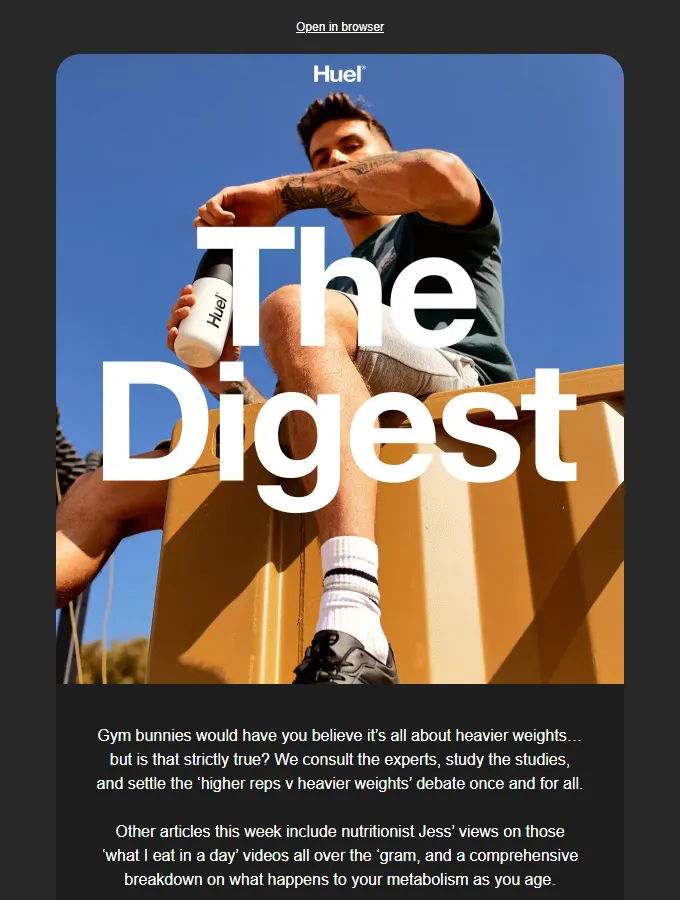 Open in browser
Huel®
The
Huel®
Digest
Gym bunnies would have you believe it's all about heavier weights…
but is that strictly true? We consult the experts, study the studies,
and settle the ‘higher reps v heavier weights’ debate once and for all.
Other articles this week include nutritionist Jess’ views on those
‘what I eat in a day’ videos all over the ‘gram, and a comprehensive
breakdown on what happens to your metabolism as you age.